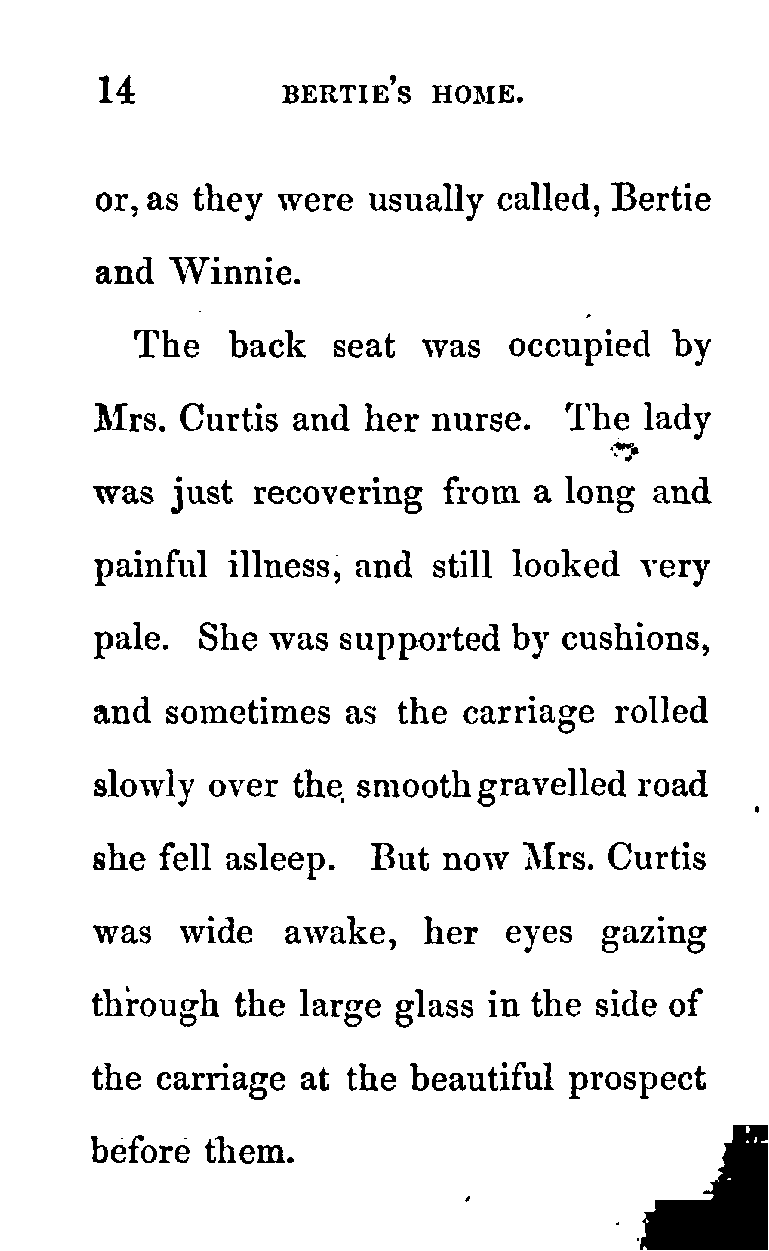 14 BERTIE'S HOME.
or, as they were usually called, Bertie
and Winnie.
The back seat was occupied by
Mrs. Curtis and her nurse. The lady
was just recovering from a long and
painful illness, and still looked very
pale. She was supported by cushions,
and sometimes as the carriage rolled
slowly over the smooth gravelled road
she fell asleep. But now Mrs. Curtis
was wide awake, her eyes gazing
through the large glass in the side of
the carriage at the beautiful prospect
before them.